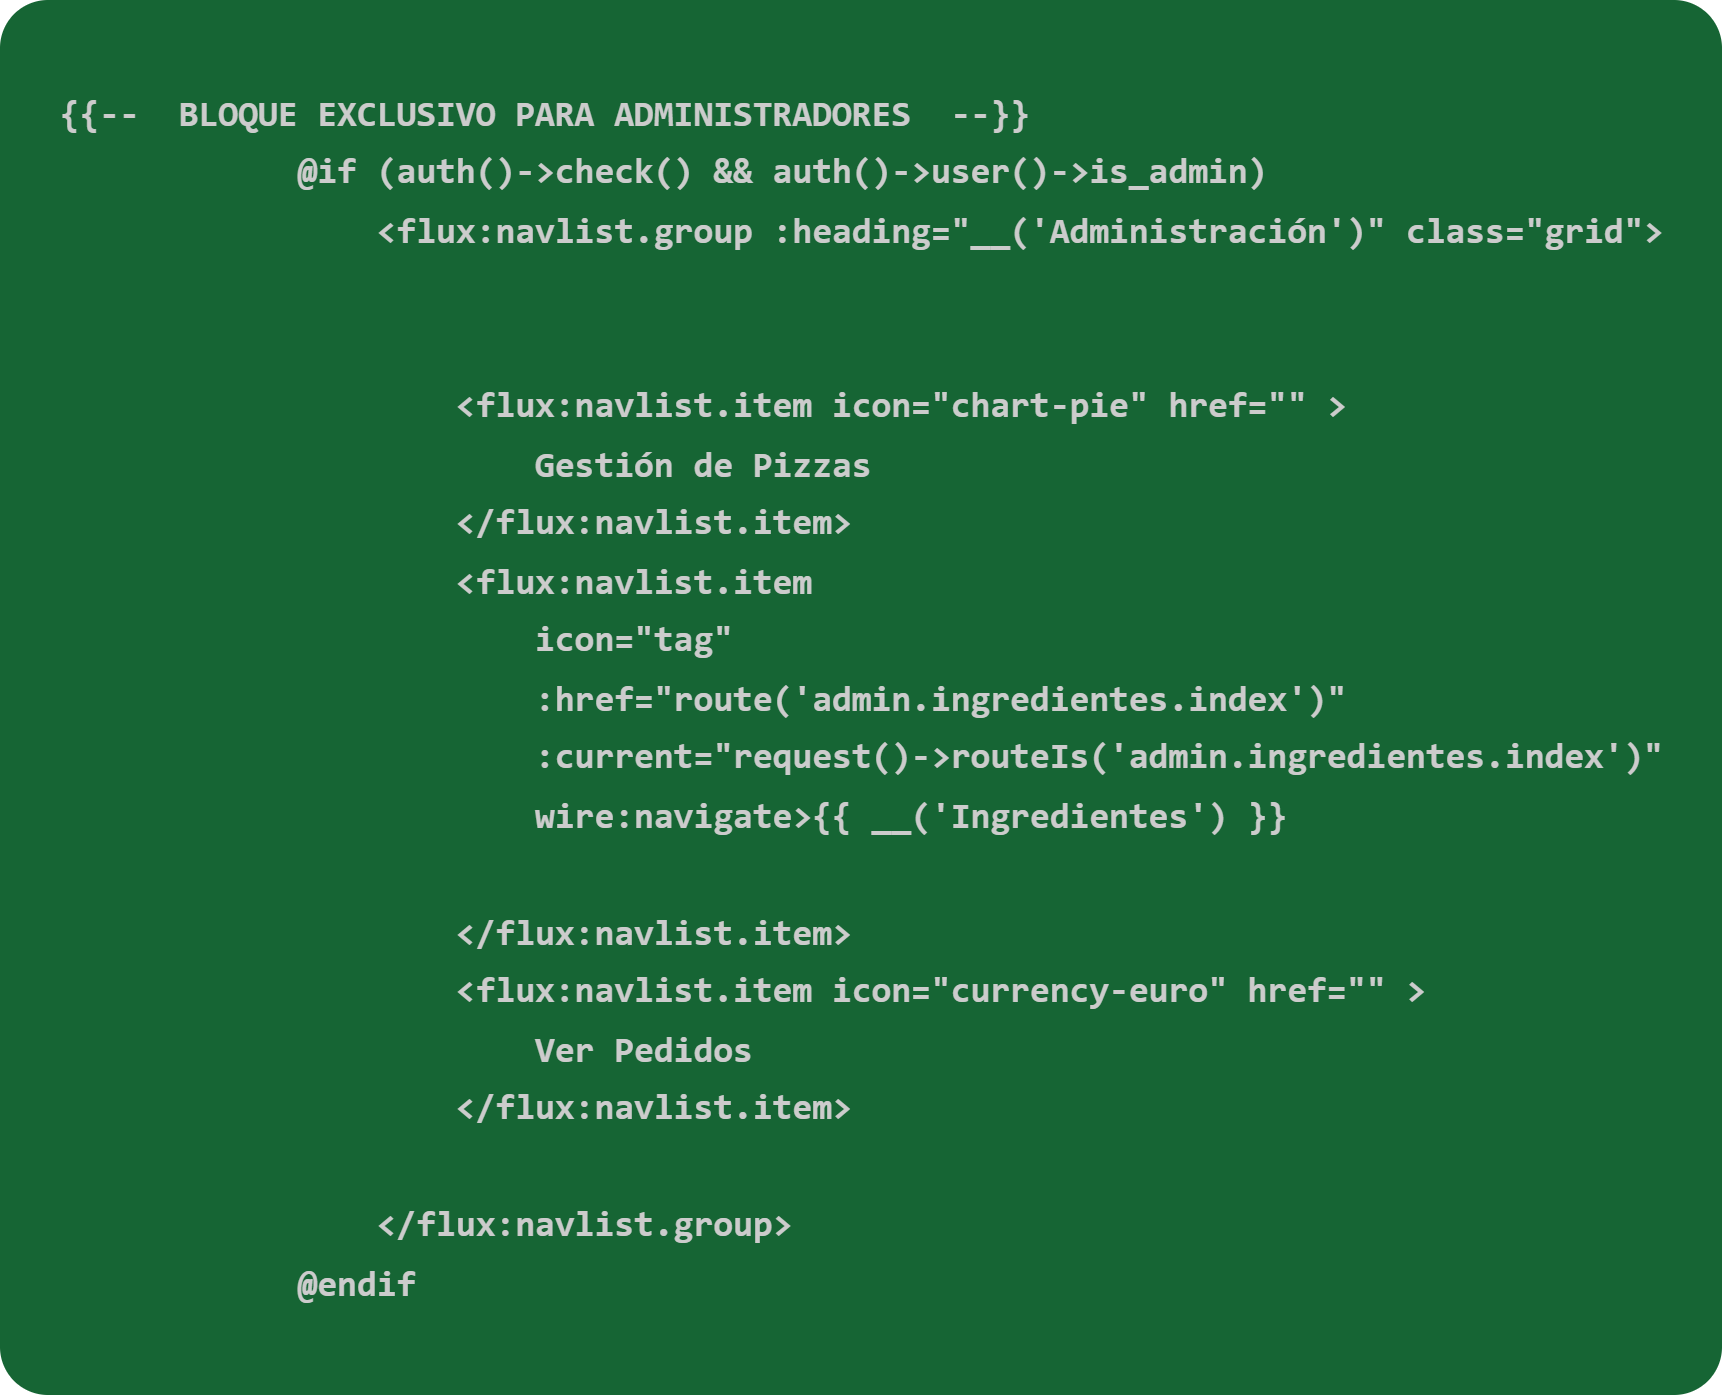 {{--  BLOQUE EXCLUSIVO PARA ADMINISTRADORES  --}}
@if (auth()->check() && auth()->user()->is_admin)
<flux:navlist.group :heading="__('Administración')" class="grid">
<flux:navlist.item icon="chart-pie" href="" >
Gestión de Pizzas
</flux:navlist.item>
<flux:navlist.item
icon="tag"
:href="route('admin.ingredientes.index')"
:current="request()->routeIs('admin.ingredientes.index')"
wire:navigate>{{ __('Ingredientes') }}
</flux:navlist.item>
<flux:navlist.item icon="currency-euro" href="" >
Ver Pedidos
</flux:navlist.item>
</flux:navlist.group>
@endif